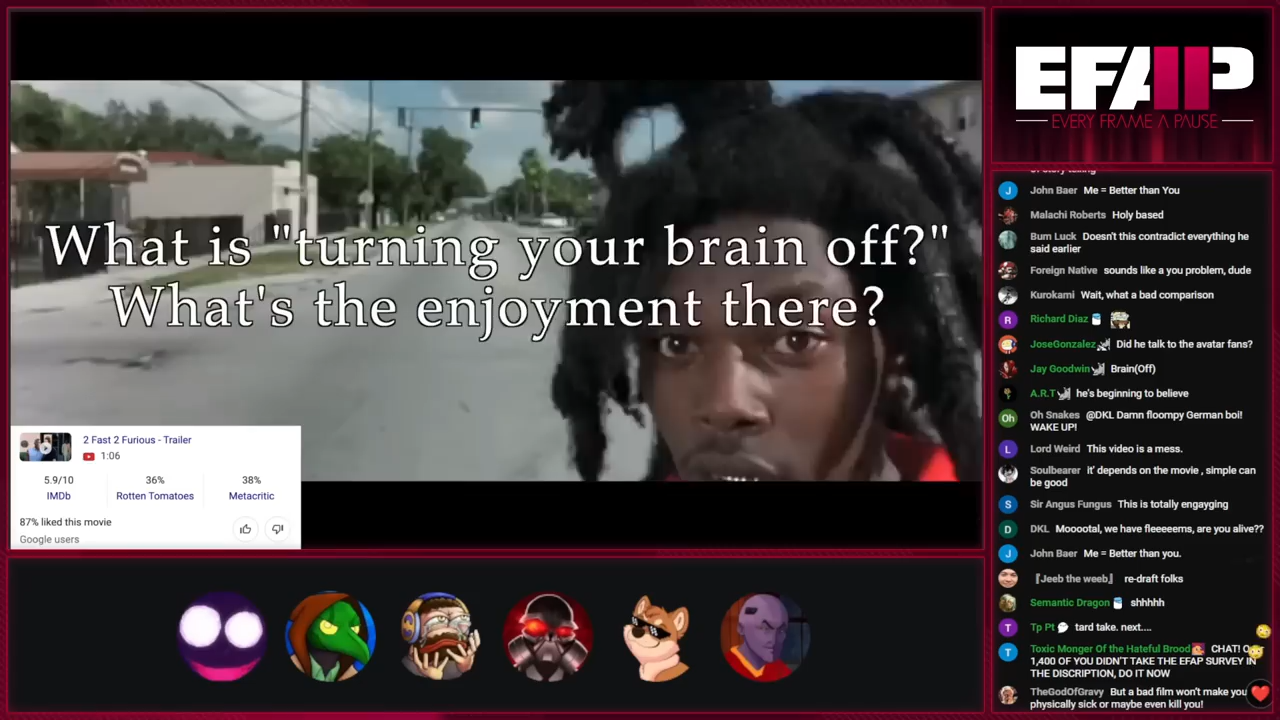 What is "turning your brain off?"
What's the enjoyment there?
2 Fast 2 Furious - Trailer
1:06
5.9/10
IMDb
36%
Rotten Tomatoes
38%
Metacritic
87% liked this movie
Google users
EFAP
EVERY FRAME A PAUSE
John Baer Me = Better than You
Malachi Roberts Holy based
Bum Luck Doesn't this contradict everything he
said earlier
Foreign Native sounds like a you problem, dude
Kurokami Wait, what a bad comparison
R
Richard Diaz
JoseGonzalez Did he talk to the avatar fans?
Jay Goodwin Brain(Off)
A.R.T he's beginning to believe
Oh
Oh Snakes @DKL Damn floompy German boi!
WAKE UP!
L
Lord Weird This video is a mess.
Soulbearer it' depends on the movie , simple can
be good
S
Sir Angus Fungus This is totally engayging
D
DKL Mooootal, we have fleeeeems, are you alive??
J
John Baer Me = Better than you.
『Jeeb the weeb』 re-draft folks
Semantic Dragon shhhhh
T
Tp Pt tard take. next....
T
Toxic Monger Of the Hateful Brood CHAT!
1,400 OF YOU DIDN'T TAKE THE EFAP SURVEY IN
THE DISCRIPTION, DO IT NOW
TheGodOfGravy But a bad film won't make you
physically sick or maybe even kill you!